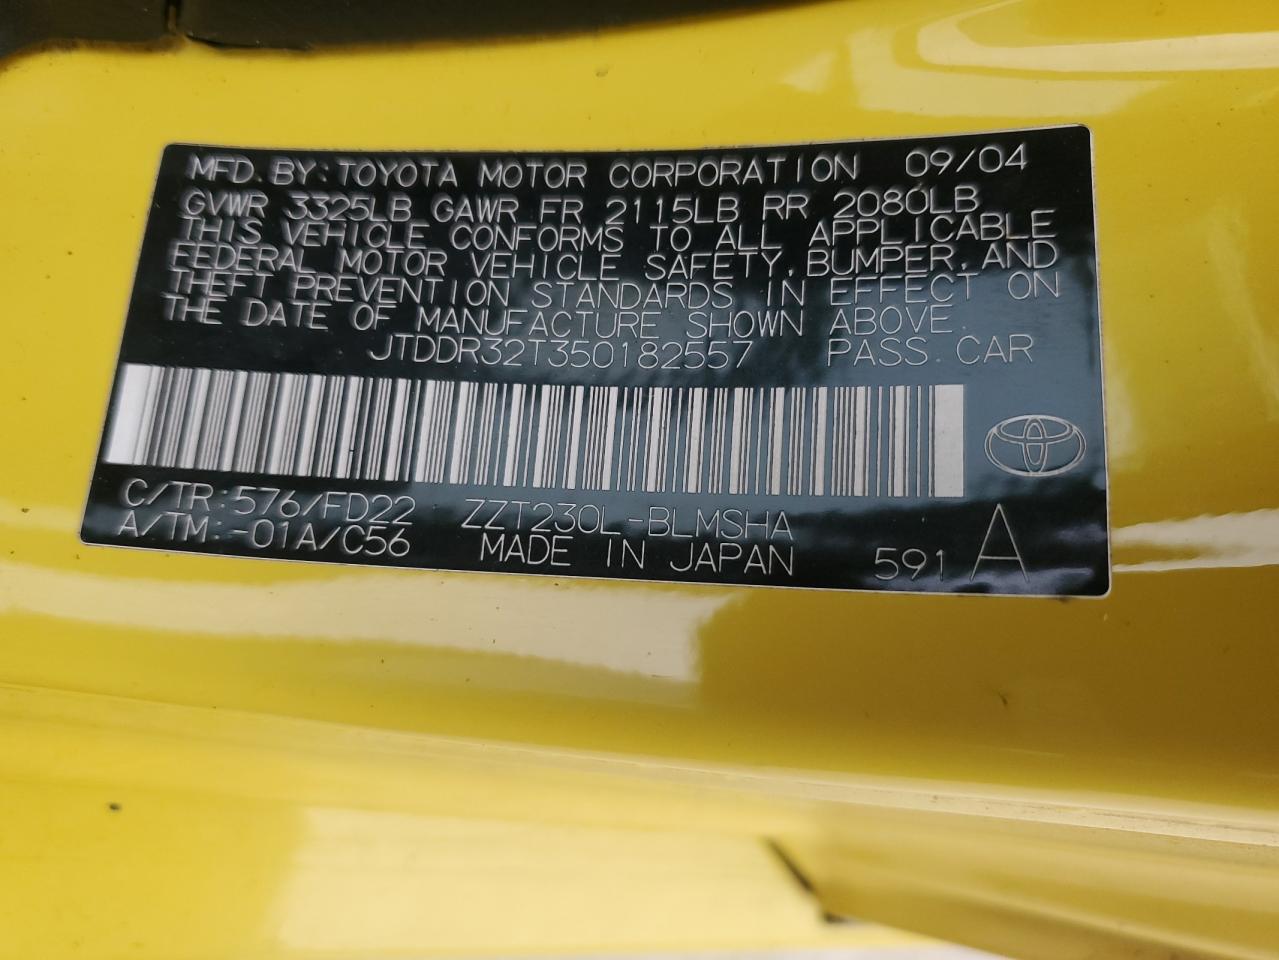 MFD. BY: TOYOTA MOTOR CORPORATION 09/04
GVWR 3325LB GAWR FR 2115LB RR 2080LB
THIS VEHICLE CONFORMS TO ALL APPLICABLE
FEDERAL MOTOR VEHICLE SAFETY, BUMPER, AND
THEFT PREVENTION STANDARDS IN EFFECT ON
THE DATE OF MANUFACTURE SHOWN ABOVE.
JTDDR32T350182557 PASS. CAR
C/TR: 576/FD22 ZZT230L-BLMSHA
A/TM: -01A/C56 MADE IN JAPAN 591 A